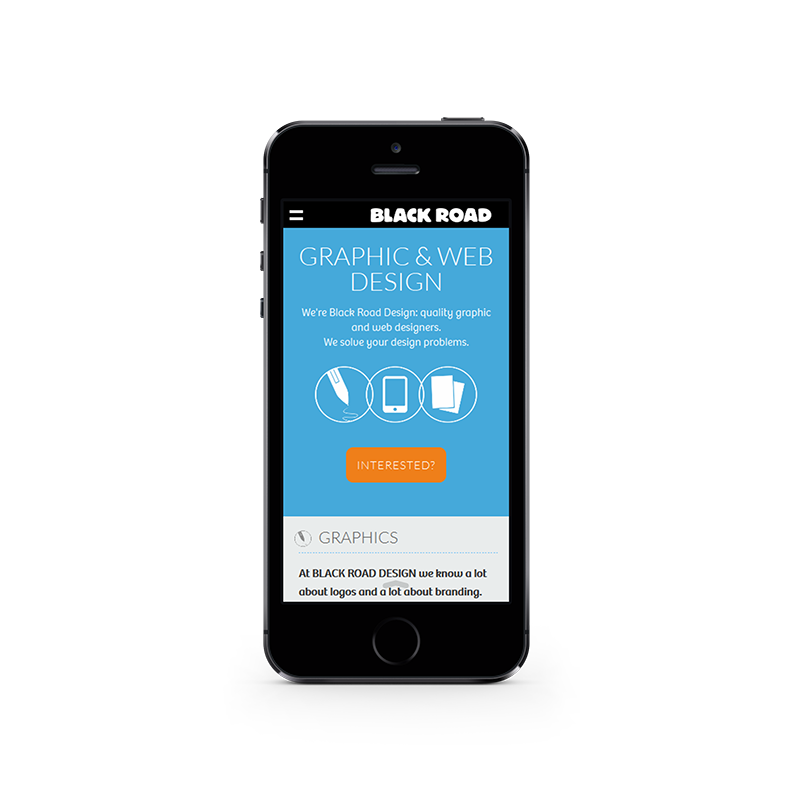 BLACK ROAD
GRAPHIC & WEB
DESIGN
We're Black Road Design: quality graphic
and web designers.
We solve your design problems.
INTERESTED?
GRAPHICS
At BLACK ROAD DESIGN we know a lot
about logos and a lot about branding.